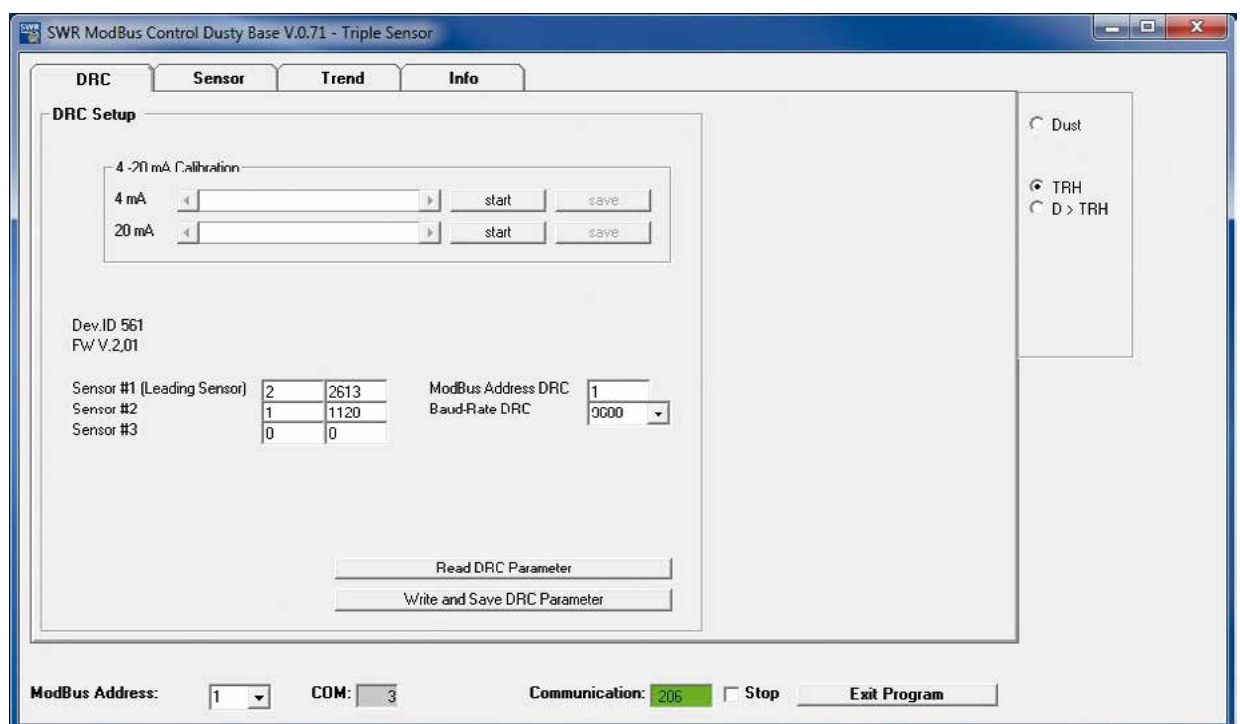 SWR ModBus Control Dusty Base V.0.71 - Triple Sensor
DRC Sensor Trend Info
DRC Setup
4 -20 mA Calibration
4 mA start save
20 mA start save
Dust
TRH
D > TRH
Dev.ID 561
FW V.2,01
Sensor #1 (Leading Sensor) 2 2613 ModBus Address DRC 1
Sensor #2 1 1120 Baud-Rate DRC 9600
Sensor #3 0 0
Read DRC Parameter
Write and Save DRC Parameter
ModBus Address: 1 COM: 3 Communication: 206 Stop Exit Program